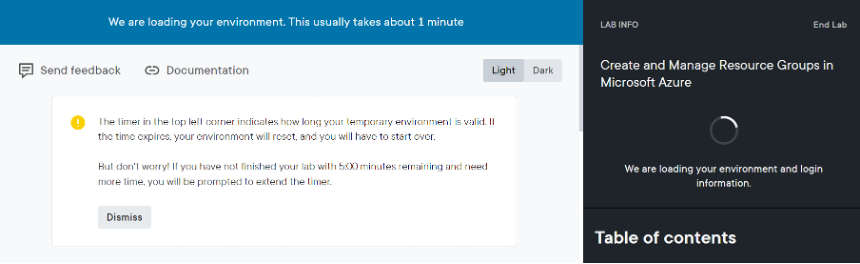 We are loading your environment. This usually takes about 1 minute
Send feedback
Documentation
Light
Dark
The timer in the top left corner indicates how long your temporary environment is valid. If
the time expires, your environment will reset, and you will have to start over.
But don't worry! If you have not finished your lab with 5:00 minutes remaining and need
more time, you will be prompted to extend the timer.
Dismiss
LAB INFO
End Lab
Create and Manage Resource Groups in
Microsoft Azure
We are loading your environment and login
information.
Table of contents